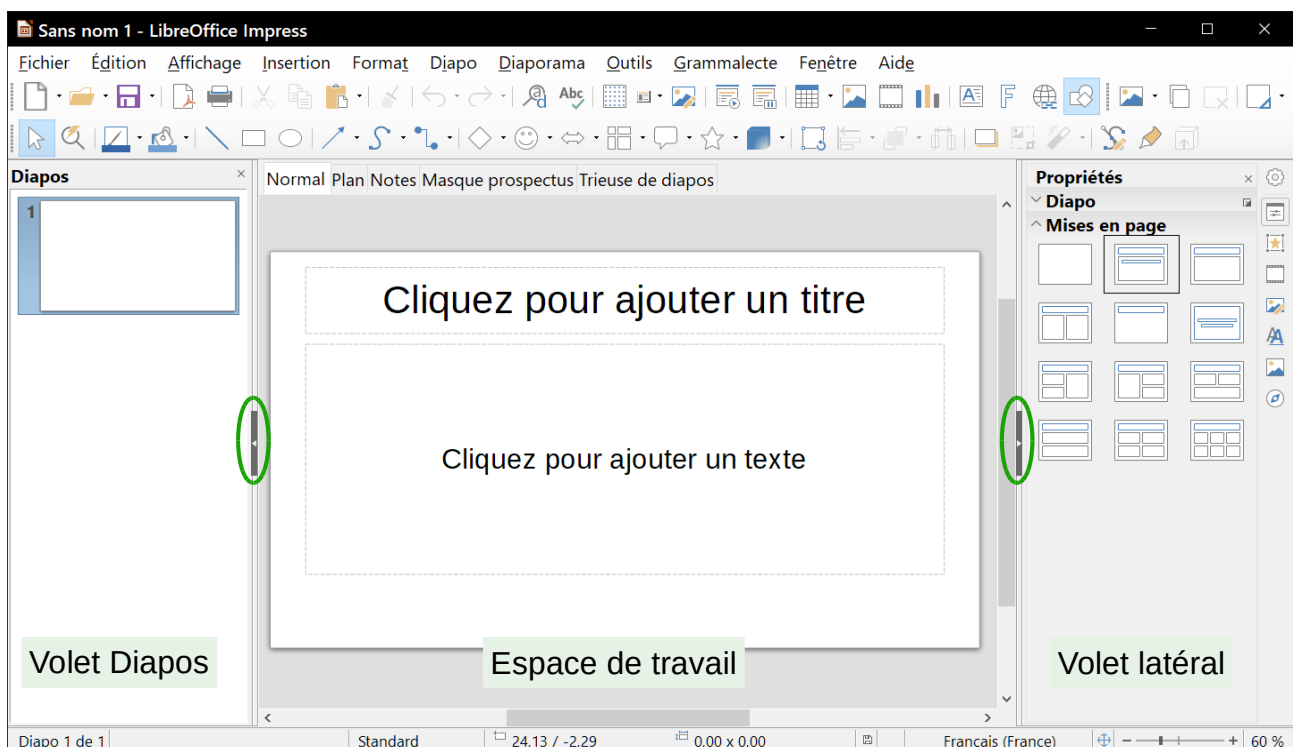 Sans nom 1 - LibreOffice Impress
Fichier Édition Affichage Insertion Format Diapo Diaporama Outils Grammalecte Fenêtre Aide
Abc
Diapos
Normal Plan Notes Masque prospectus Trieuse de diapos
Propriétés
Diapo
Mises en page
1
Cliquez pour ajouter un titre
Cliquez pour ajouter un texte
Volet Diapos
Espace de travail
Volet latéral
Diapo 1 de 1 Standard 24.13 / -2.29 0.00 x 0.00 Français (France) 60 %